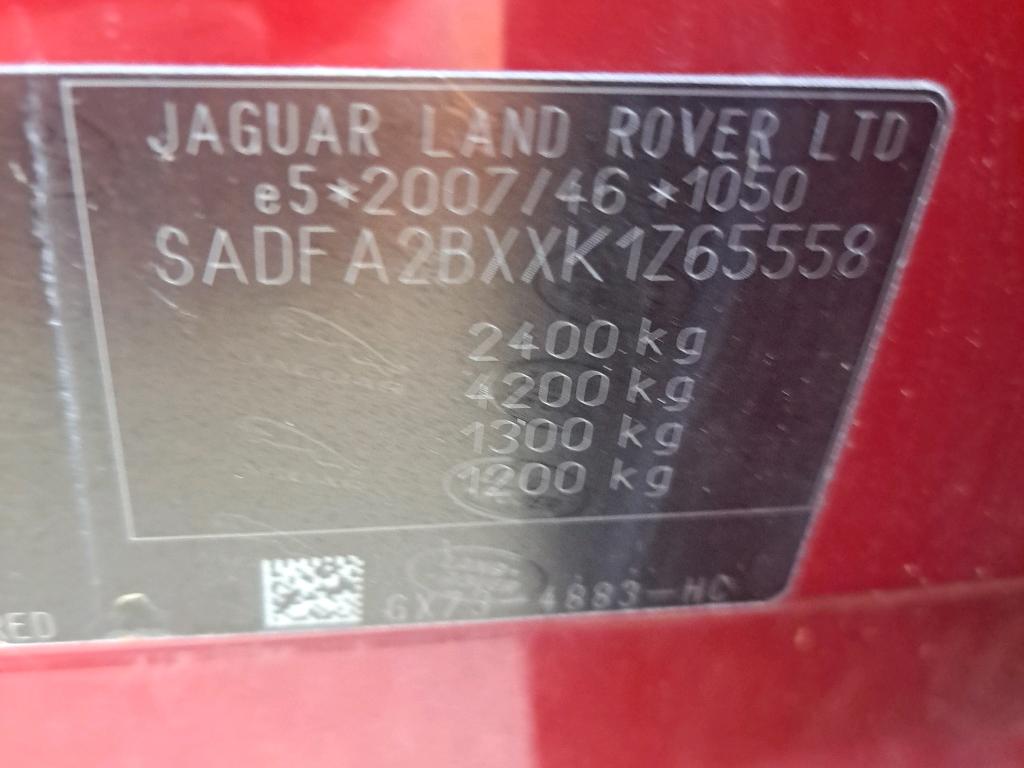 JAGUAR LAND ROVER LTD
e5*2007/46*1050
SADFA2BXXK1Z65558
2400 kg
4200 kg
1300 kg
1200 kg
GX73-4883-HC